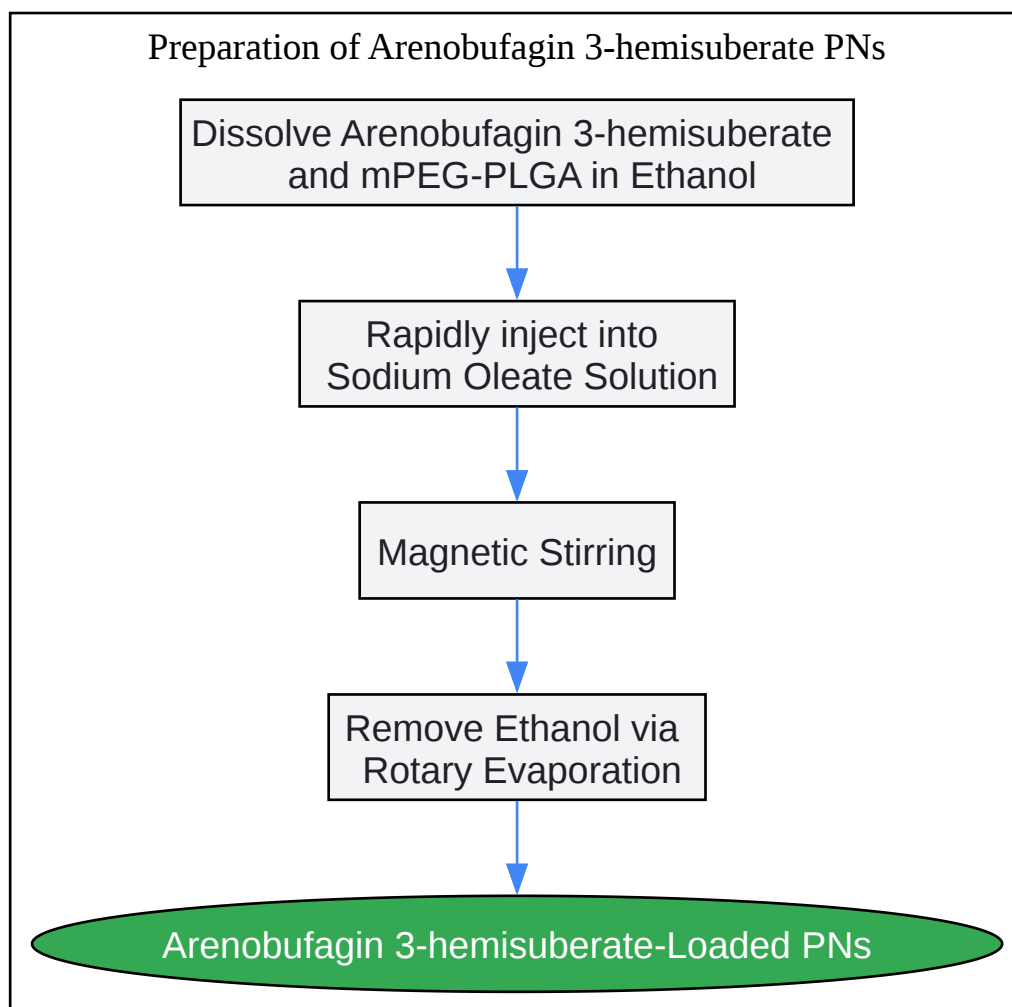 Preparation of Arenobufagin 3-hemisuberate PNs
Dissolve Arenobufagin 3-hemisuberate
and mPEG-PLGA in Ethanol
Rapidly inject into
Sodium Oleate Solution
Magnetic Stirring
Remove Ethanol via
Rotary Evaporation
Arenobufagin 3-hemisuberate-Loaded PNs